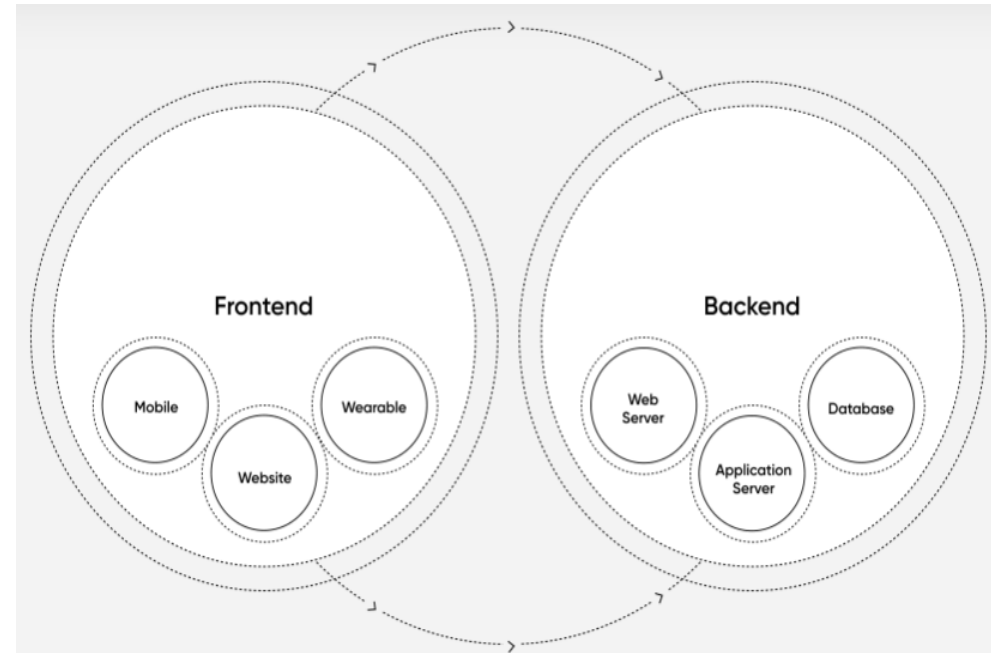 Frontend
Mobile
Website
Wearable
Backend
Web
Server
Application
Server
Database